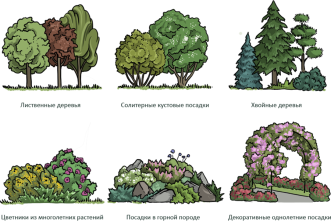 Лиственные деревья
Солитерные кустовые посадки
Хвойные деревья
Цветники из многолетних растений
Посадки в горной породе
Декоративные однолетние посадки